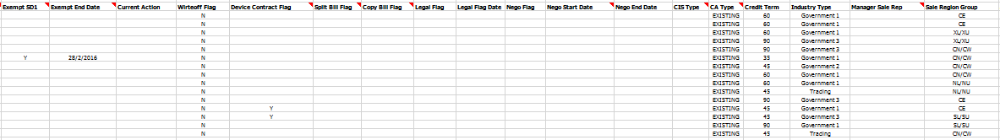 Exempt SD1 Exempt End Date Current Action Wirteoff Flag Device Contract Flag Split Bill Flag Copy Bill Flag Legal Flag Legal Flag Date Nego Flag Nego Start Date Nego End Date CIS Type CA Type Credit Term Industry Type Manager Sale Rep Sale Region Group
N EXISTING 60 Government 1 CE
N EXISTING 60 Government 1 CE
N EXISTING 60 Government 1 XL/XU
N EXISTING 90 Government 3 XL/XU
N EXISTING 90 Government 3 CN/CW
Y 28/2/2016 N EXISTING 35 Government 1 CN/CW
N EXISTING 45 Government 2 CN/CW
N EXISTING 60 Government 1 CN/CW
N EXISTING 60 Government 1 NL/NU
N EXISTING 45 Trading NL/NU
N EXISTING 90 Government 3 CE
N Y EXISTING 45 Government 1 CE
N Y EXISTING 45 Government 3 SL/SU
N EXISTING 90 Government 1 SL/SU
N EXISTING 45 Trading CN/CW